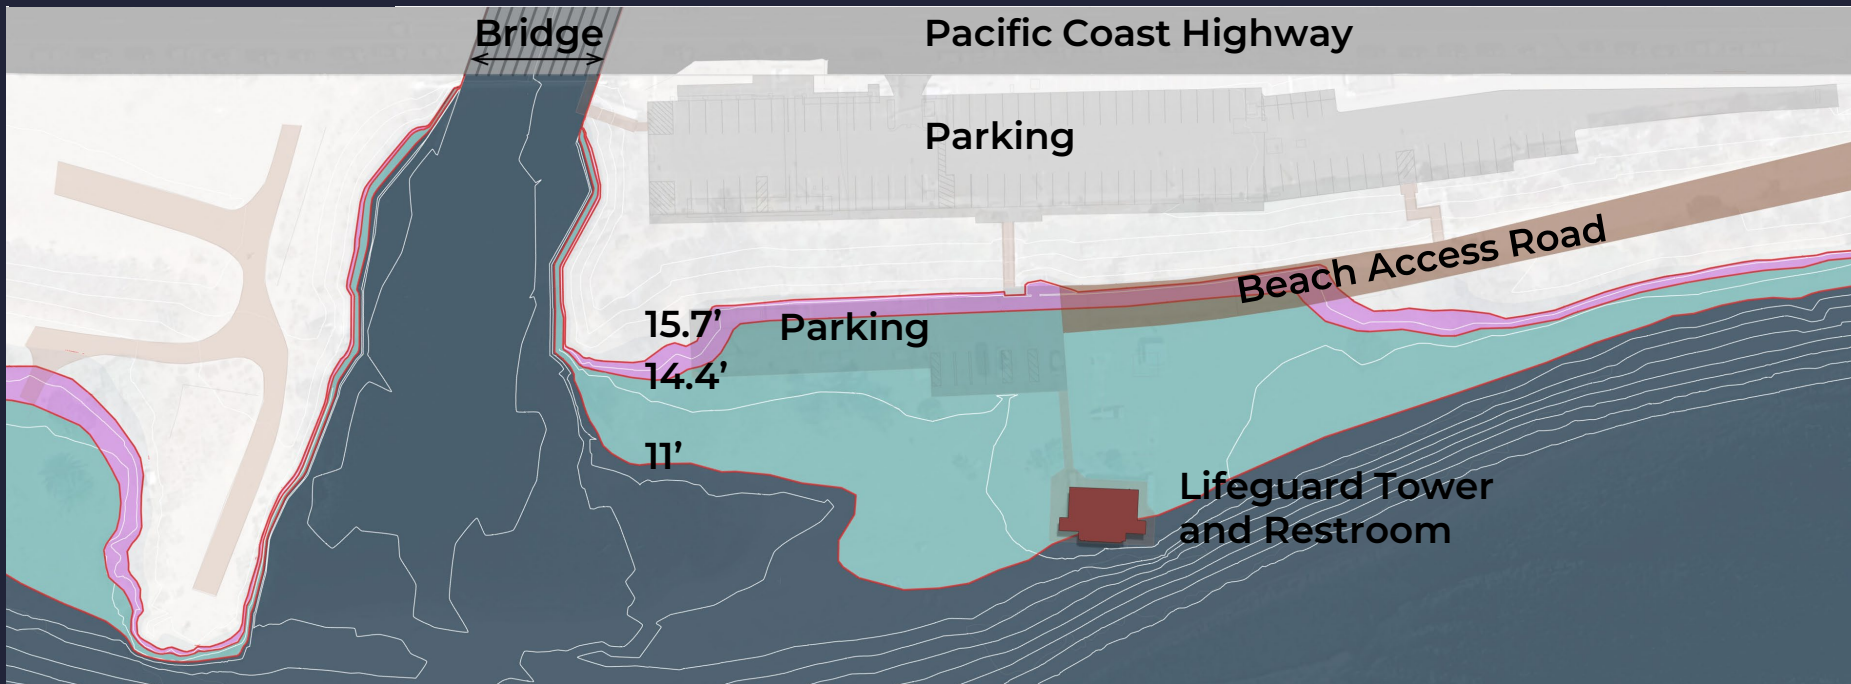 Bridge
Pacific Coast Highway
Parking
Beach Access Road
15.7’
Parking
14.4’
11’
Lifeguard Tower
and Restroom